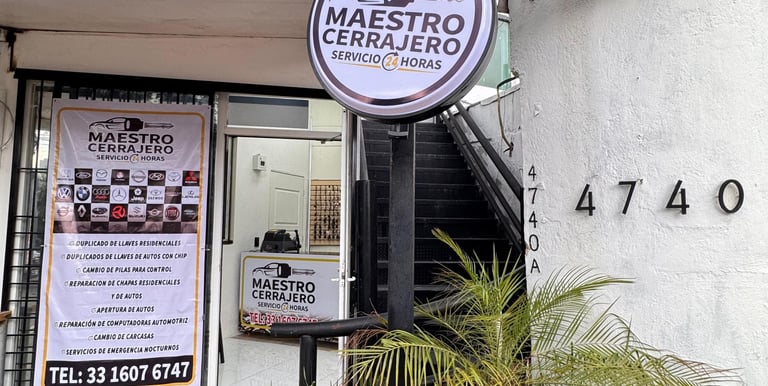 MAESTRO
CERRAJERO
SERVICIO 24 HORAS
MAESTRO
CERRAJERO
SERVICIO 24 HORAS
DUPLICADO DE LLAVES RESIDENCIALES
DUPLICADOS DE LLAVES DE AUTOS CON CHIP
CAMBIO DE PILAS PARA CONTROL
REPARACION DE CHAPAS RESIDENCIALES
Y DE AUTOS
APERTURA DE AUTOS
REPARACIÓN DE COMPUTADORAS AUTOMOTRIZ
CAMBIO DE CARCASAS
SERVICIOS DE EMERGENCIA NOCTURNOS
TEL: 33 1607 6747
MAESTRO
CERRAJERO
SERVICIO 24 HORAS
TEL:
4740A
4740